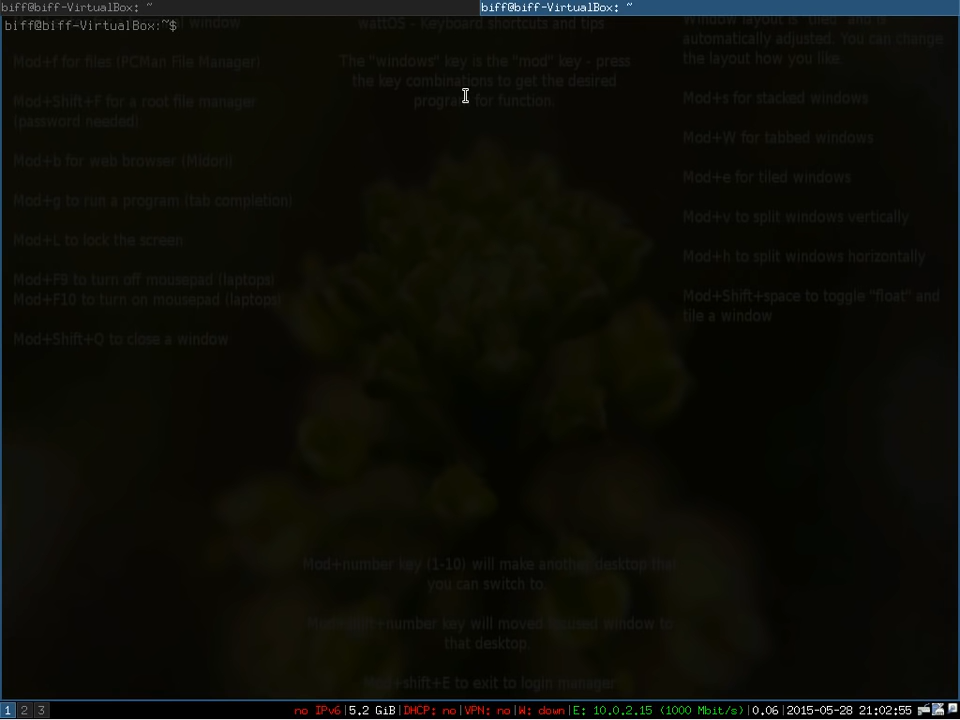 biff@biff-VirtualBox: ~
biff@biff-VirtualBox: ~
biff@biff-VirtualBox:~$
window
Mod+f for files (PCMan File Manager)
Mod+Shift+F for a root file manager
(password needed)
Mod+b for web browser (Midori)
Mod+g to run a program (tab completion)
Mod+L to lock the screen
Mod+F9 to turn off mousepad (laptops)
Mod+F10 to turn on mousepad (laptops)
Mod+Shift+Q to close a window
wattOS - Keyboard shortcuts and tips
The "windows" key is the "mod" key - press
the key combinations to get the desired
program for function.
Window layout is "tiled" and is
automatically adjusted. You can change
the layout how you like.
Mod+s for stacked windows
Mod+W for tabbed windows
Mod+e for tiled windows
Mod+v to split windows vertically
Mod+h to split windows horizontally
Mod+Shift+space to toggle "float" and
tile a window
Mod+number key (1-10) will make another desktop that
you can switch to.
Mod+shift+number key will moved focused window to
that desktop.
Mod+shift+E to exit to login manager
1 2 3
no IPv6|5.2 GiB|DHCP: no|VPN: no|W: down|E: 10.0.2.15 (1000 Mbit/s)|0.06|2015-05-28 21:02:55